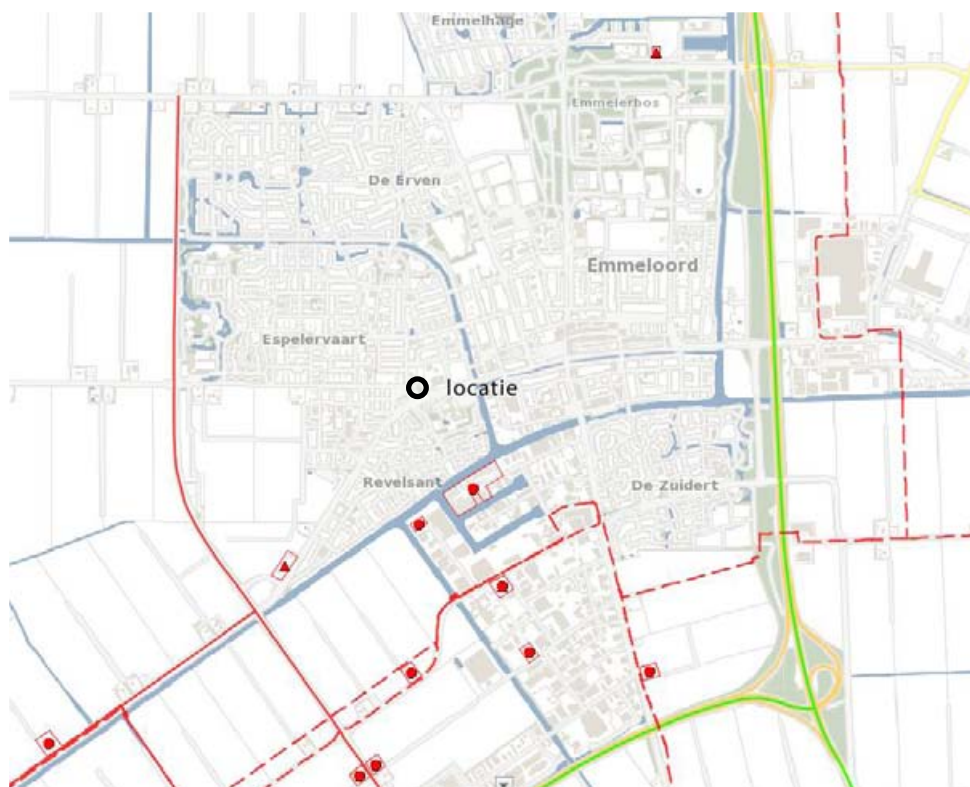 Emmelhage
Emmelerbos
De Erven
Emmeloord
Espelervaart
locatie
Revelsant
De Zuidert